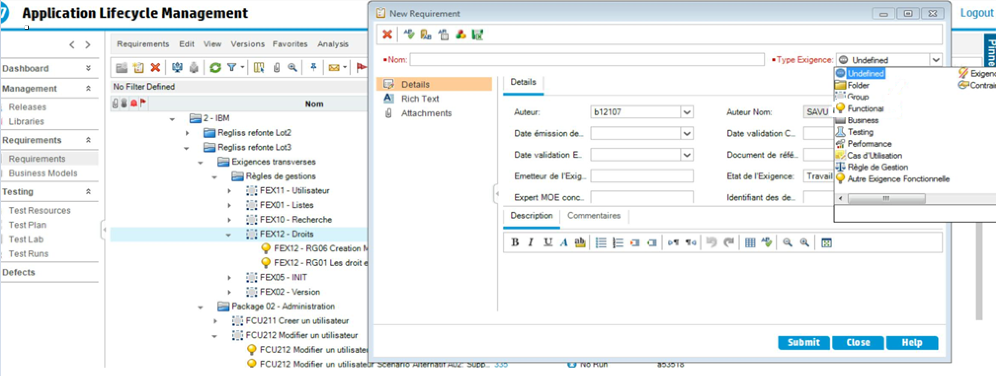 Application Lifecycle Management
Logout
Dashboard
Management
Releases
Libraries
Requirements
Requirements
Business Models
Testing
Test Resources
Test Plan
Test Lab
Test Runs
Defects
Requirements Edit View Versions Favorites Analysis
No Filter Defined
Nom
2 - IBM
Regliss refonte Lot2
Regliss refonte Lot3
Exigences transverses
Règles de gestions
FEX11 - Utilisateur
FEX01 - Listes
FEX10 - Recherche
FEX12 - Droits
FEX12 - RG06 Creation M
FEX12 - RG01 Les droit e
FEX05 - INIT
FEX02 - Version
Package 02 - Administration
FCU211 Creer un utilisateur
FCU212 Modifier un utilisateur
FCU212 Modifier un utilisate
FCU212 Modifier un utilisateur Scénario Alternatif A02: Supp... 335 No Run a53518
New Requirement
Nom:
Type Exigence: Undefined
Details
Rich Text
Attachments
Details
Auteur: b12107 Auteur Nom: SAVU
Date émission de... Date validation C...
Date validation E... Document de réfé...
Emetteur de l'Exig... Etat de l'Exigence: Travail
Expert MOE conc... Identifiant des de...
Undefined
Folder
Group
Functional
Business
Testing
Performance
Cas d'Utilisation
Règle de Gestion
Autre Exigence Fonctionnelle
Exigenc
Contrai
Description Commentaires
B I U A ab
Submit Close Help
Pinne